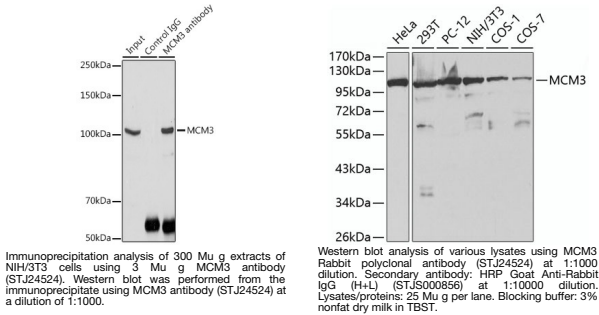 Input
Control IgG
MCM3 antibody
250kDa
150kDa
100kDa
70kDa
50kDa
MCM3
Immunoprecipitation analysis of 300 Mu g extracts of
NIH/3T3 cells using 3 Mu g MCM3 antibody
(STJ24524). Western blot was performed from the
immunoprecipitate using MCM3 antibody (STJ24524) at
a dilution of 1:1000.
HeLa
293T
PC-12
NIH/3T3
COS-1
COS-7
170kDa
130kDa
95kDa
72kDa
55kDa
43kDa
34kDa
26kDa
MCM3
Western blot analysis of various lysates using MCM3
Rabbit polyclonal antibody (STJ24524) at 1:1000
dilution. Secondary antibody: HRP Goat Anti-Rabbit
IgG (H+L) (STJS000856) at 1:10000 dilution.
Lysates/proteins: 25 Mu g per lane. Blocking buffer: 3%
nonfat dry milk in TBST.